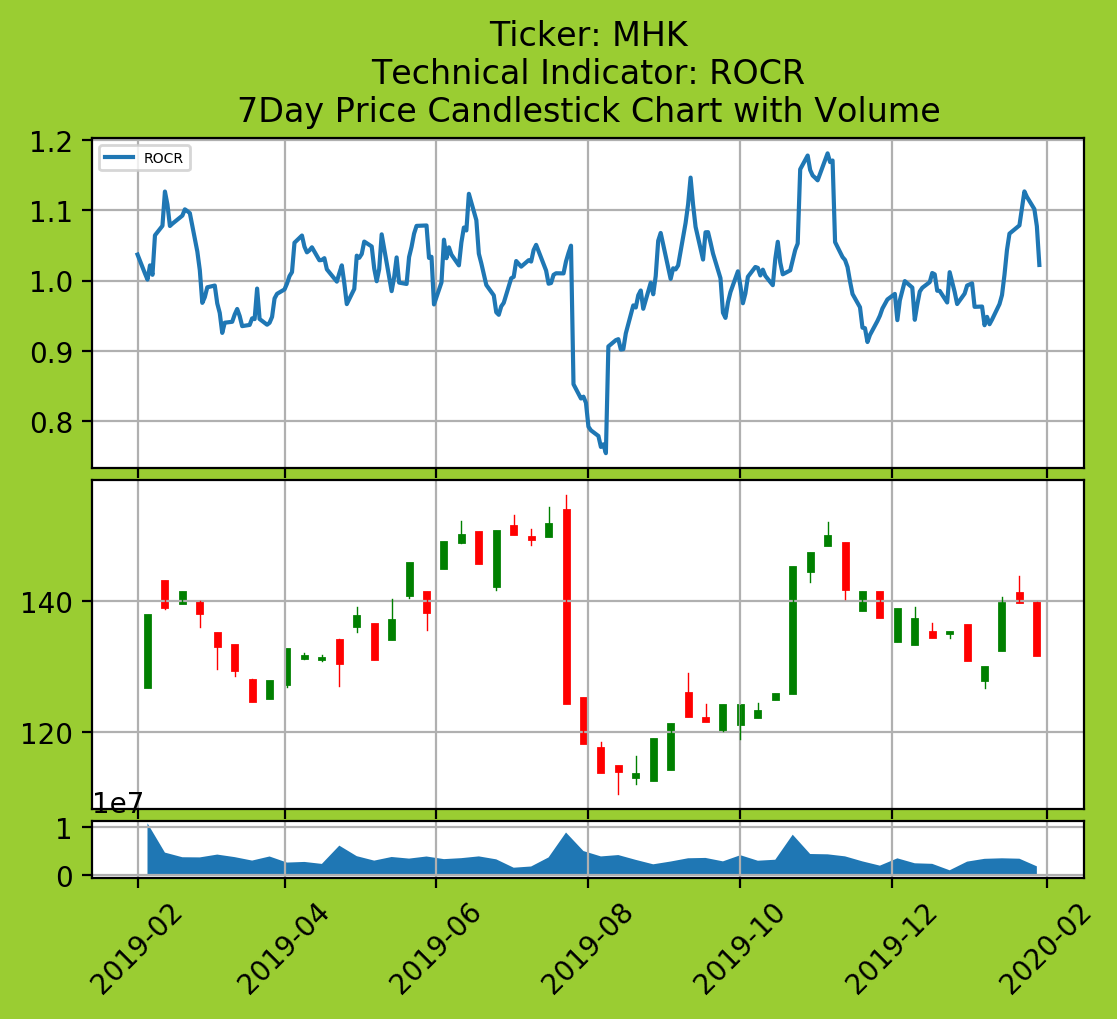 Ticker: MHK
Technical Indicator: ROCR
7Day Price Candlestick Chart with Volume
1.2
ROCR
1.1
1.0
0.9
0.8
140
120
1e7
1
0
2019-02 2019-04 2019-06 2019-08 2019-10 2019-12 2020-02